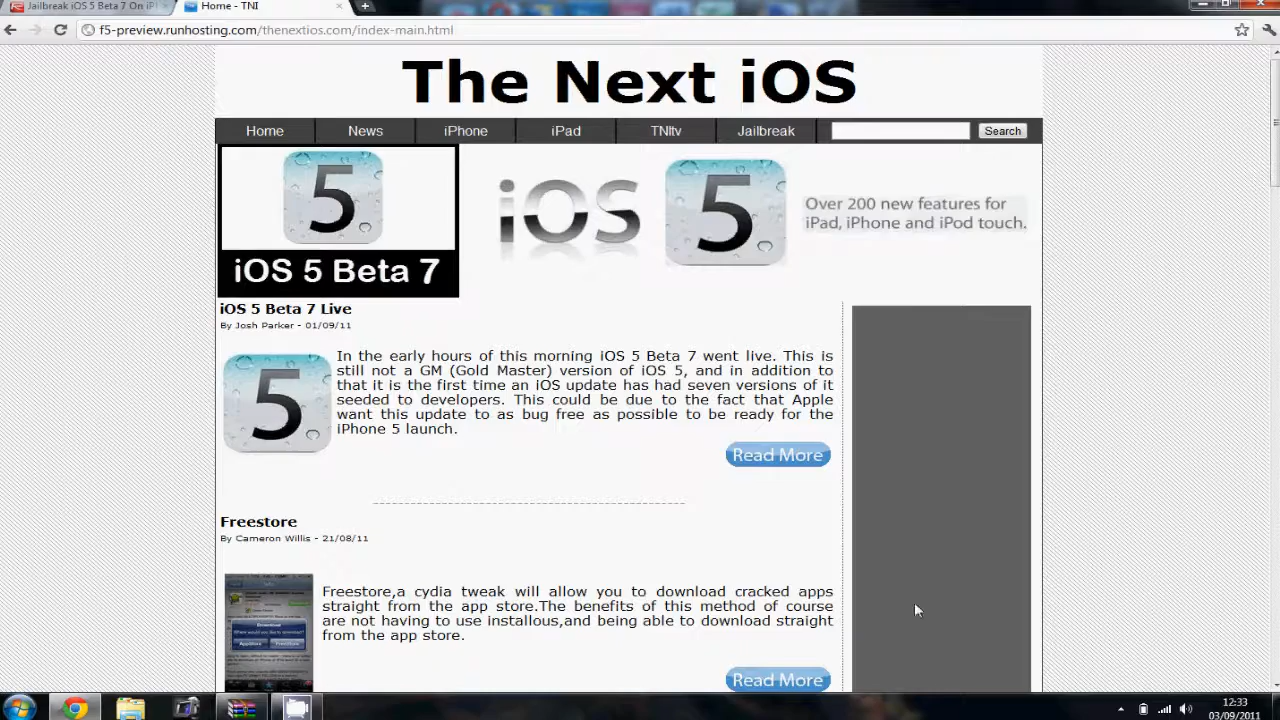 Jailbreak iOS 5 Beta 7 On iPh
Home - TNI
f5-preview.runhosting.com/thenextios.com/index-main.html
The Next iOS
Home News iPhone iPad TNItv Jailbreak Search
5
iOS 5 Beta 7
iOS 5
Over 200 new features for
iPad, iPhone and iPod touch.
iOS 5 Beta 7 Live
By Josh Parker - 01/09/11
5
In the early hours of this morning iOS 5 Beta 7 went live. This is
still not a GM (Gold Master) version of iOS 5, and in addition to
that it is the first time an iOS update has had seven versions of it
seeded to developers. This could be due to the fact that Apple
want this update to as bug free as possible to be ready for the
iPhone 5 launch.
Read More
Freestore
By Cameron Willis - 21/08/11
Freestore,a cydia tweak will allow you to download cracked apps
straight from the app store.The benefits of this method of course
are not having to use installous,and being able to download straight
from the app store.
Read More
12:33
03/09/2011